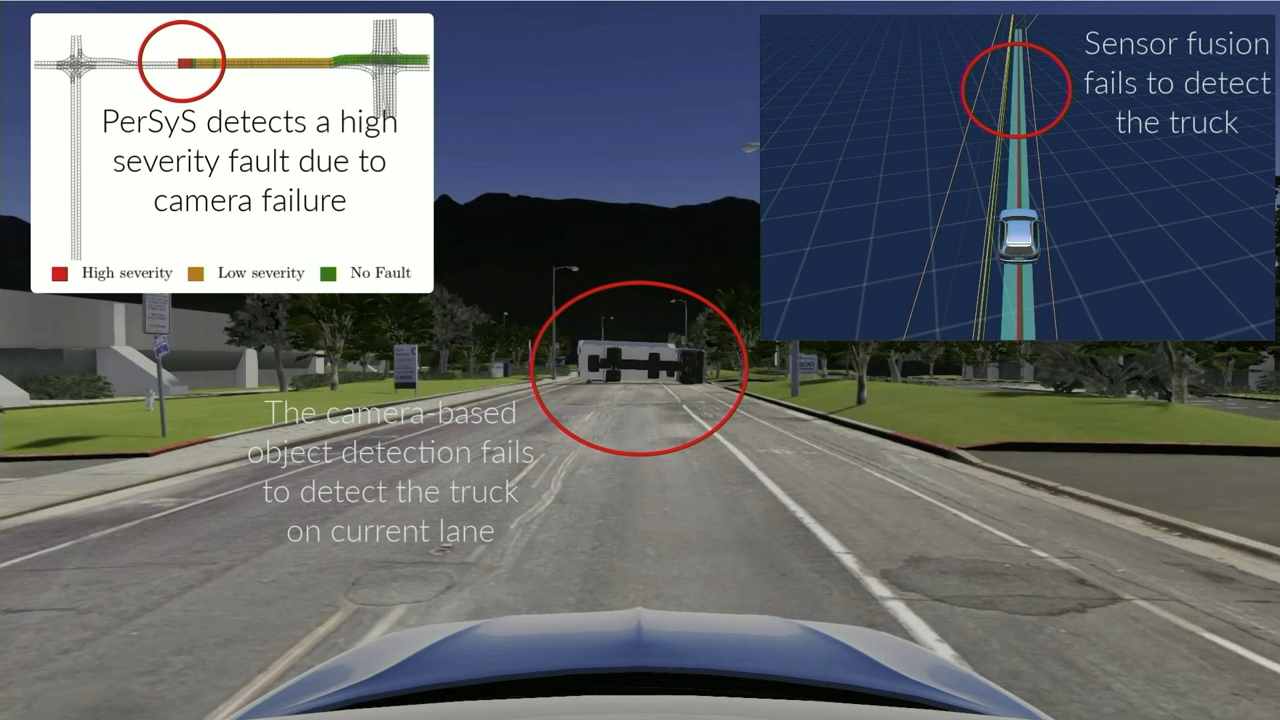 PerSyS detects a high
severity fault due to
camera failure
High severity
Low severity
No Fault
Sensor fusion
fails to detect
the truck
The camera-based
object detection fails
to detect the truck
on current lane